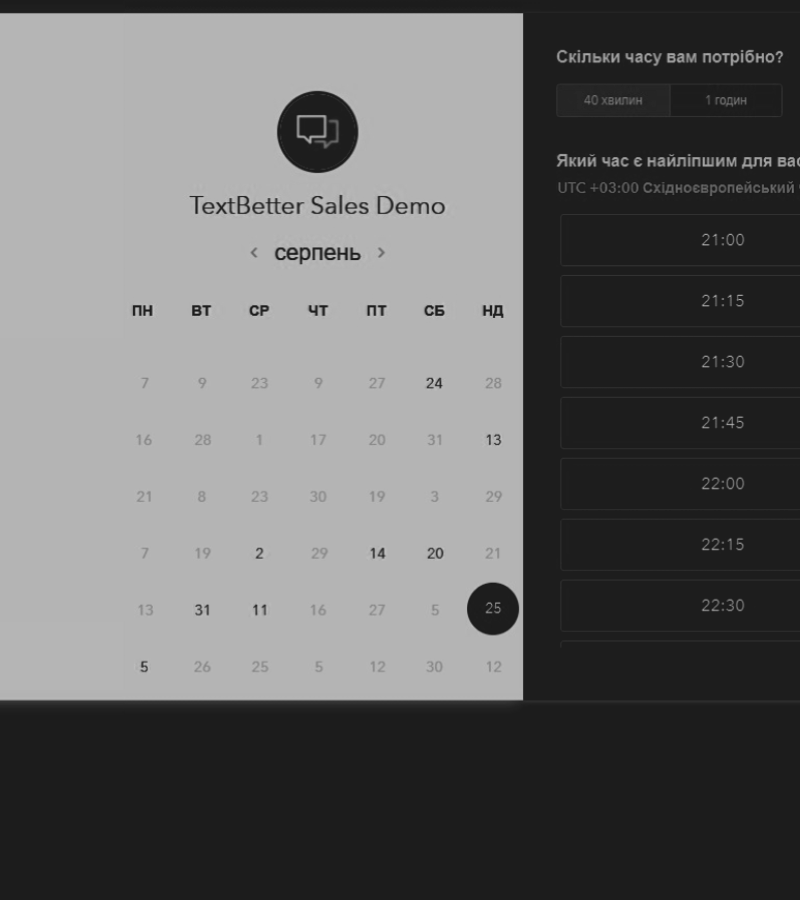 TextBetter Sales Demo
серпень
ПН ВТ СР ЧТ ПТ СБ НД
7 9 23 9 27 24 28
16 28 1 17 20 31 13
21 8 23 30 19 3 29
7 19 2 29 14 20 21
13 31 11 16 27 5 25
5 26 25 5 12 30 12
Скільки часу вам потрібно?
40 хвилин 1 годин
Який час є найліпшим для вас
UTC +03:00 Східноєвропейський
21:00
21:15
21:30
21:45
22:00
22:15
22:30